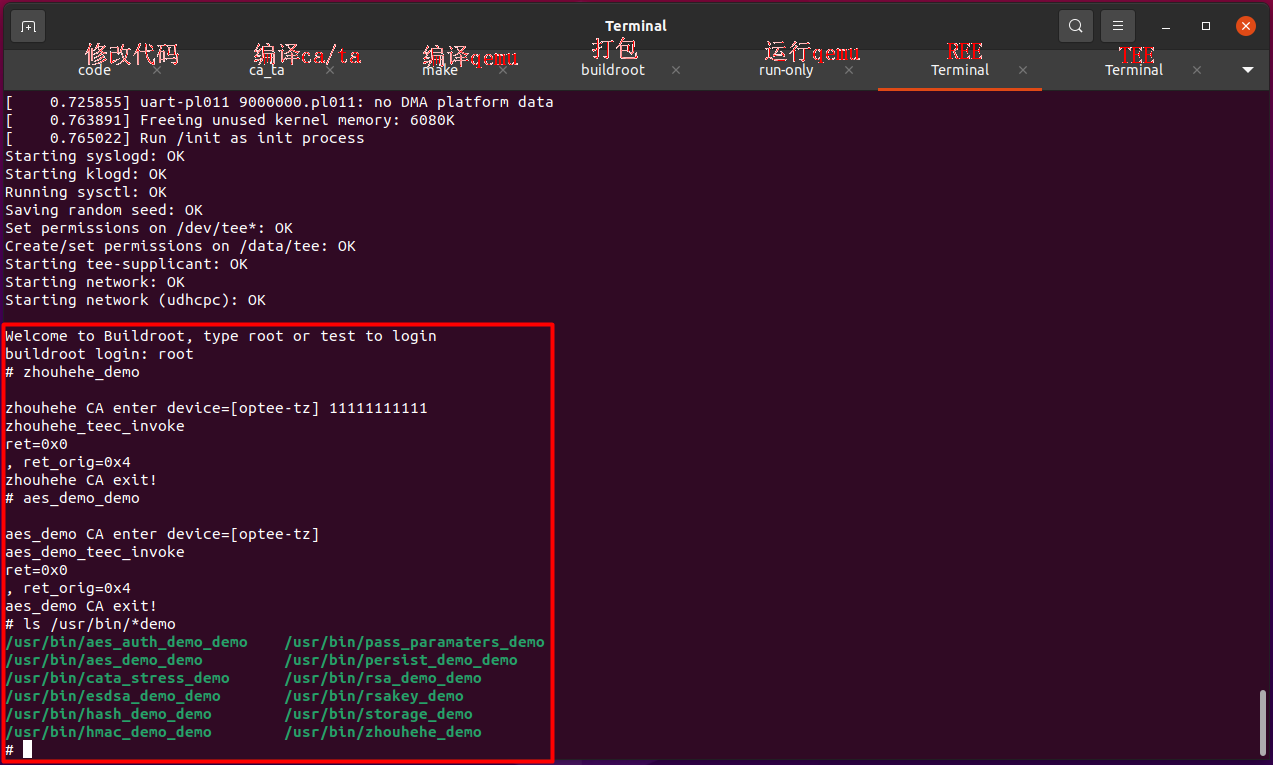 Terminal
修改代码 编译ca/ta 编译qemu 打包 运行qemu REE TEE
code ca_ta make buildroot run-only Terminal Terminal
[    0.725855] uart-pl011 9000000.pl011: no DMA platform data
[    0.763891] Freeing unused kernel memory: 6080K
[    0.765022] Run /init as init process
Starting syslogd: OK
Starting klogd: OK
Running sysctl: OK
Saving random seed: OK
Set permissions on /dev/tee*: OK
Create/set permissions on /data/tee: OK
Starting tee-supplicant: OK
Starting network: OK
Starting network (udhcpc): OK
Welcome to Buildroot, type root or test to login
buildroot login: root
# zhouhehe_demo
zhouhehe CA enter device=[optee-tz] 11111111111
zhouhehe_teec_invoke
ret=0x0
, ret_orig=0x4
zhouhehe CA exit!
# aes_demo_demo
aes_demo CA enter device=[optee-tz]
aes_demo_teec_invoke
ret=0x0
, ret_orig=0x4
aes_demo CA exit!
# ls /usr/bin/*demo
/usr/bin/aes_auth_demo_demo    /usr/bin/pass_paramaters_demo
/usr/bin/aes_demo_demo         /usr/bin/persist_demo_demo
/usr/bin/cata_stress_demo      /usr/bin/rsa_demo_demo
/usr/bin/esdsa_demo_demo       /usr/bin/rsakey_demo
/usr/bin/hash_demo_demo        /usr/bin/storage_demo
/usr/bin/hmac_demo_demo        /usr/bin/zhouhehe_demo
#